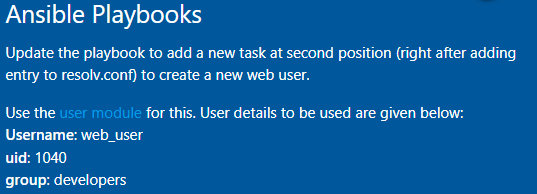 Ansible Playbooks
Update the playbook to add a new task at second position (right after adding
entry to resolv.conf) to create a new web user.
Use the user module for this. User details to be used are given below:
Username: web_user
uid: 1040
group: developers